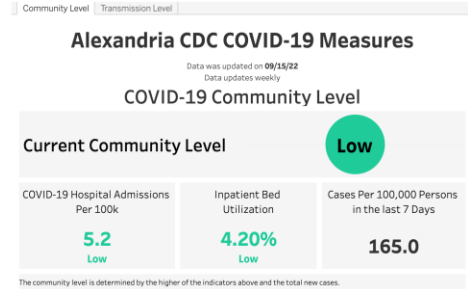 Community Level Transmission Level
Alexandria CDC COVID-19 Measures
Data was updated on 09/15/22
Data updates weekly
COVID-19 Community Level
Current Community Level
Low
COVID-19 Hospital Admissions
Per 100k
5.2
Low
Inpatient Bed
Utilization
4.20%
Low
Cases Per 100,000 Persons
in the last 7 Days
165.0
The community level is determined by the higher of the indicators above and the total new cases.